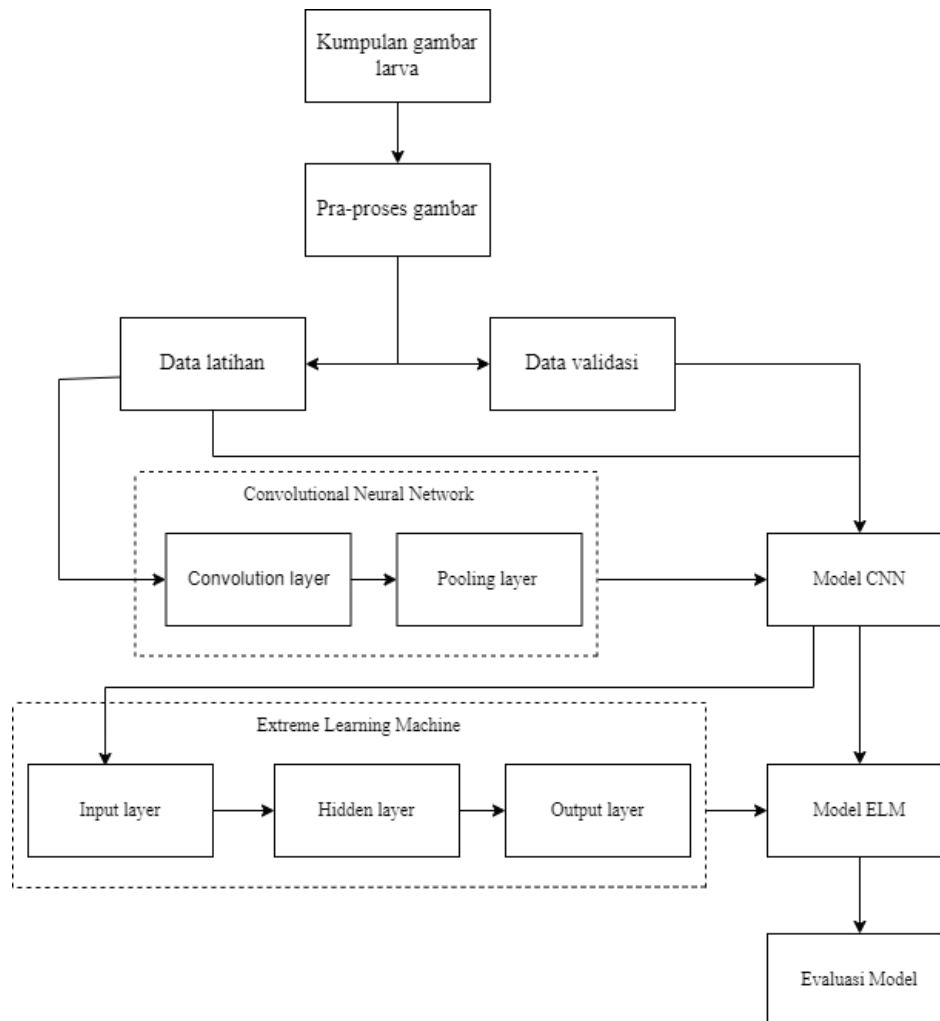 Kumpulan gambar
larva
Pra-proses gambar
Data latihan
Data validasi
Convolutional Neural Network
Convolution layer
Pooling layer
Model CNN
Extreme Learning Machine
Input layer
Hidden layer
Output layer
Model ELM
Evaluasi Model